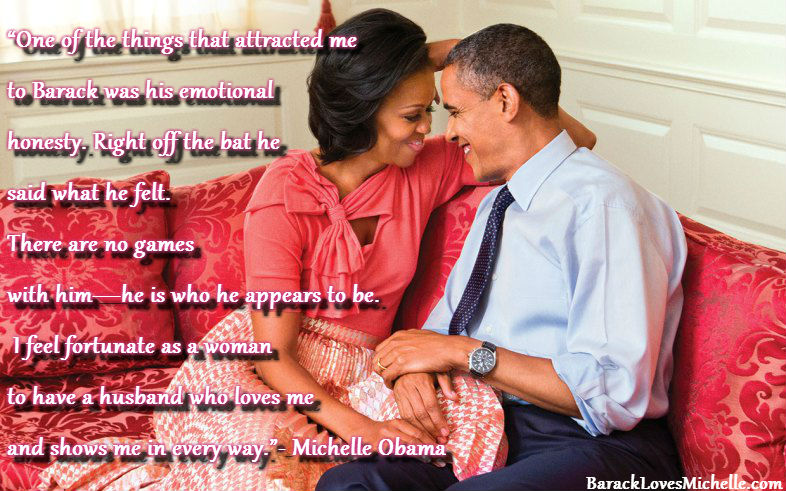 “One of the things that attracted me
to Barack was his emotional
honesty. Right off the bat he
said what he felt.
There are no games
with him—he is who he appears to be.
I feel fortunate as a woman
to have a husband who loves me
and shows me in every way.”- Michelle Obama
BarackLovesMichelle.com